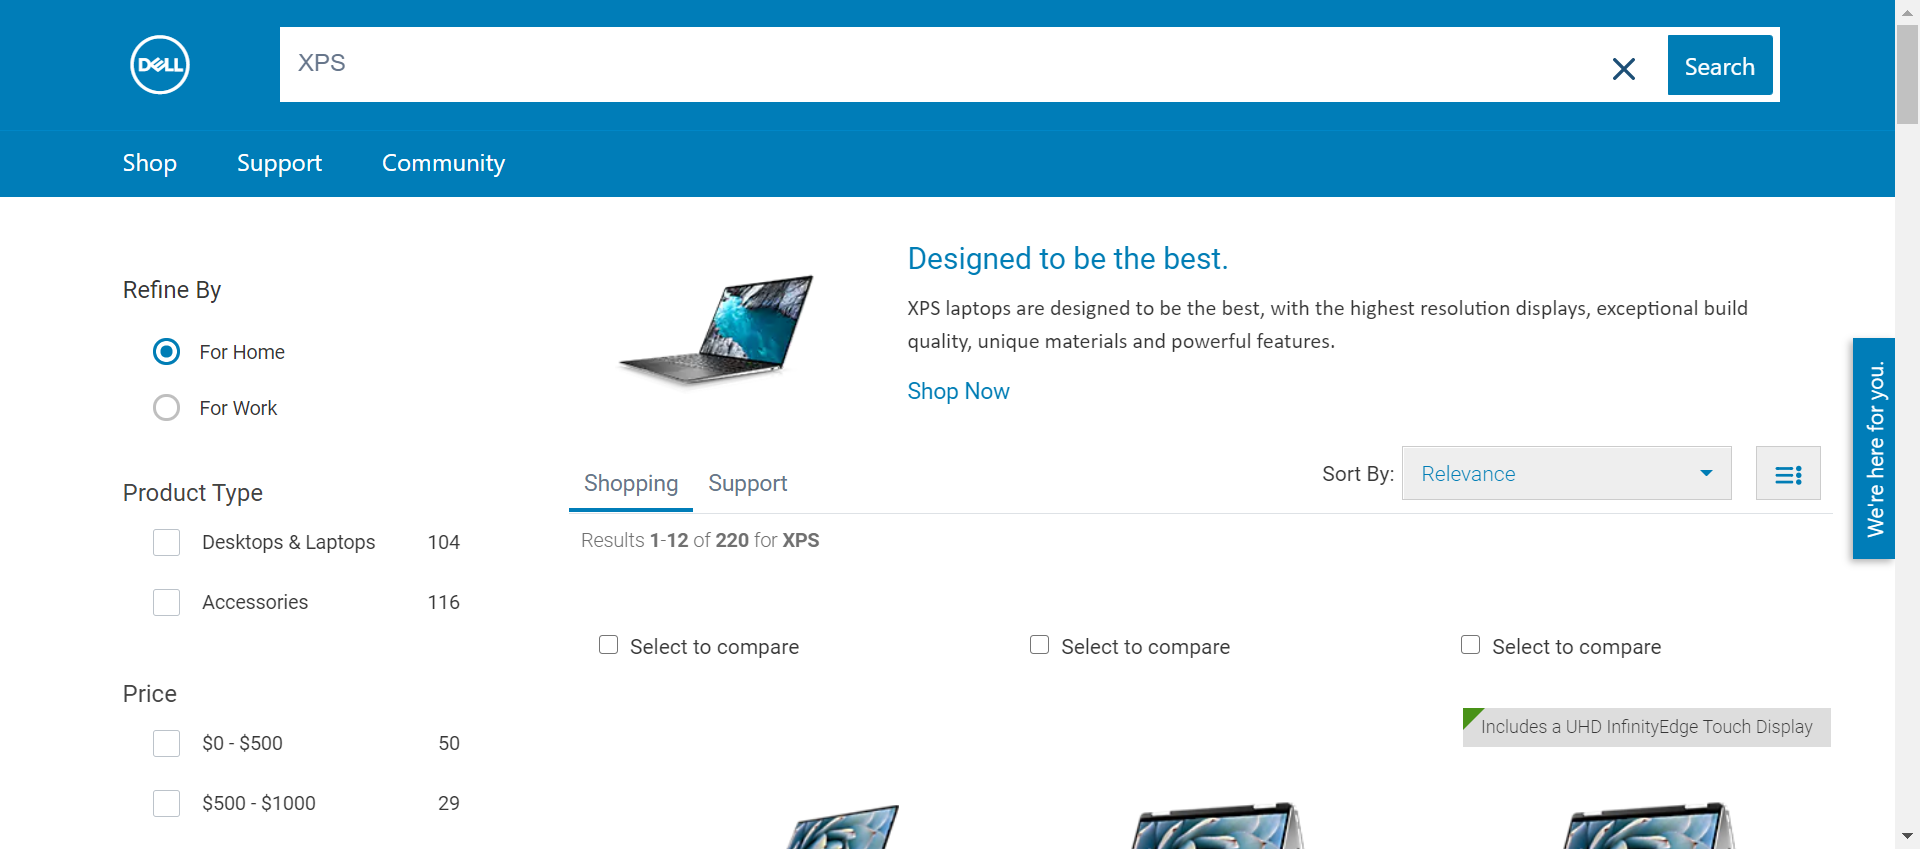 DELL
XPS
Search
Shop
Support
Community
Refine By
For Home
For Work
Product Type
Desktops & Laptops 104
Accessories 116
Price
$0 - $500 50
$500 - $1000 29
Designed to be the best.
XPS laptops are designed to be the best, with the highest resolution displays, exceptional build
quality, unique materials and powerful features.
Shop Now
Shopping
Support
Sort By: Relevance
Results 1-12 of 220 for XPS
Select to compare
Select to compare
Select to compare
Includes a UHD InfinityEdge Touch Display
We're here for you.